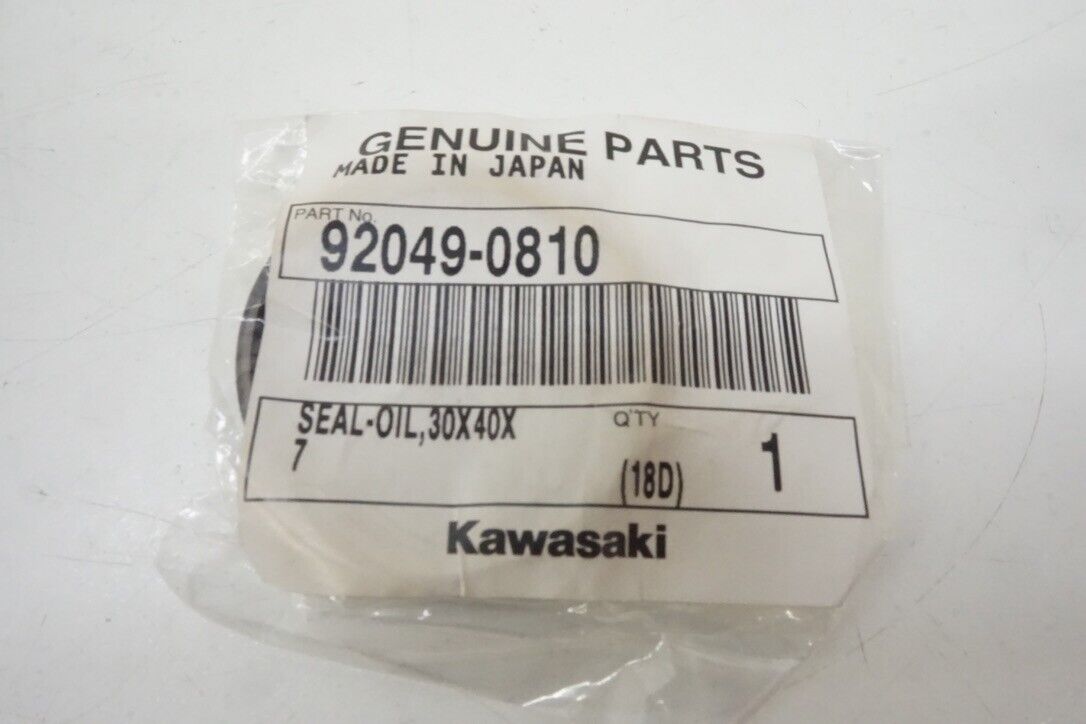 GENUINE PARTS
MADE IN JAPAN
PART No.
92049-0810
SEAL-OIL,30X40X
7
Q'TY
(18D)
1
Kawasaki